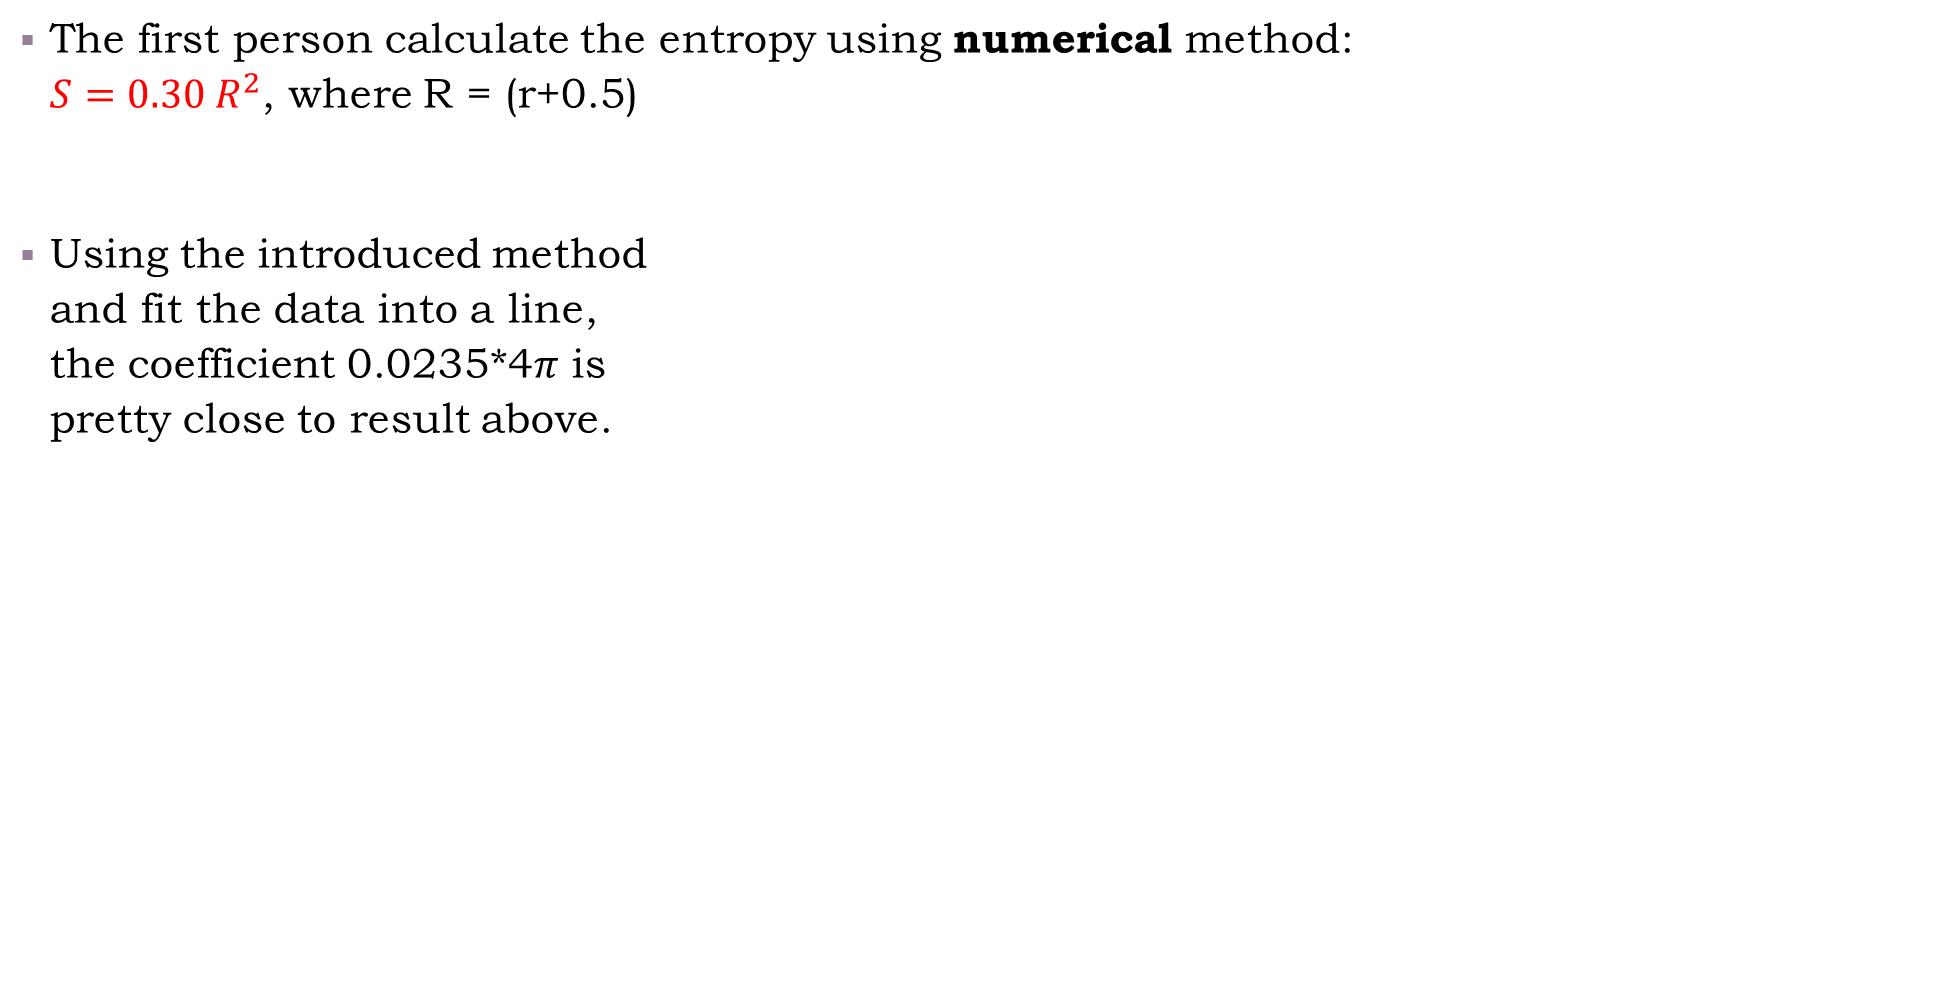 ▪ The first person calculate the entropy using numerical method:
S = 0.30 R², where R = (r+0.5)
▪ Using the introduced method
and fit the data into a line,
the coefficient 0.0235*4π is
pretty close to result above.